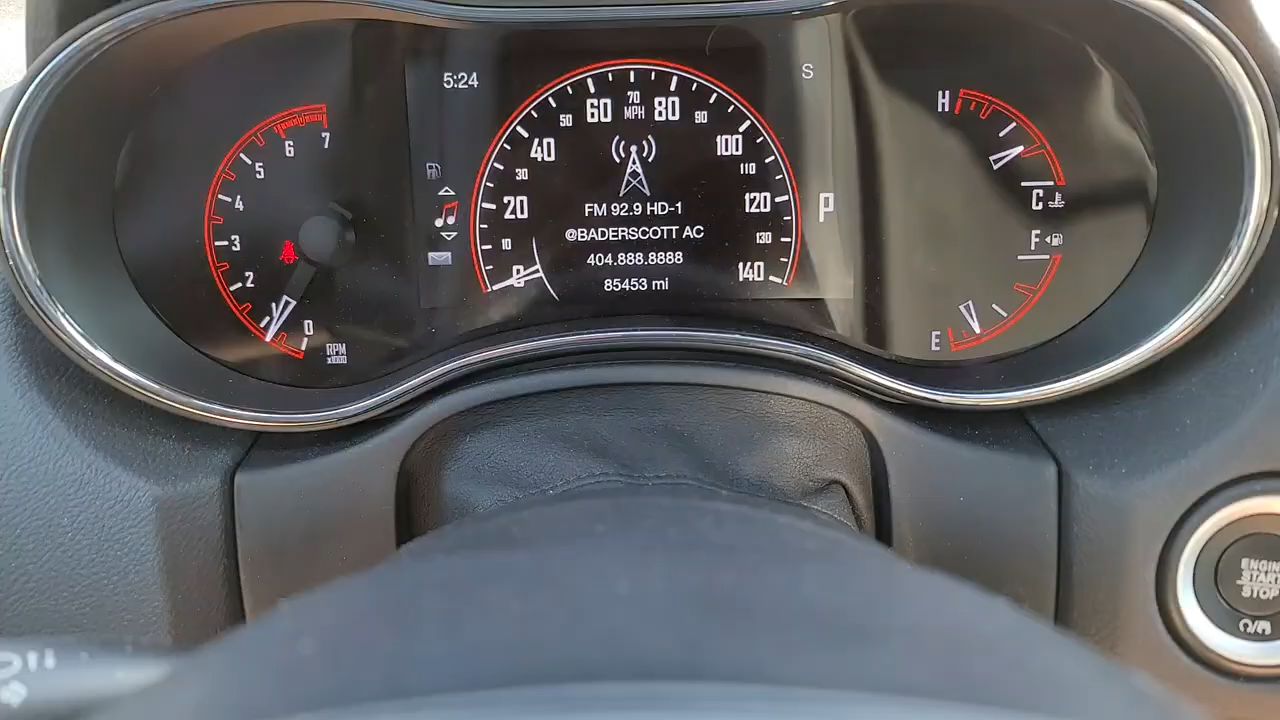 5:24
S
7
6
5
4
3
2
0
RPM
x1000
70
MPH
60
80
50
90
40
100
30
110
20
120
10
130
0
140
FM 92.9 HD-1
@BADERSCOTT AC
404.888.8888
85453 mi
P
H
C
F
E
ENGIN
START
STOP